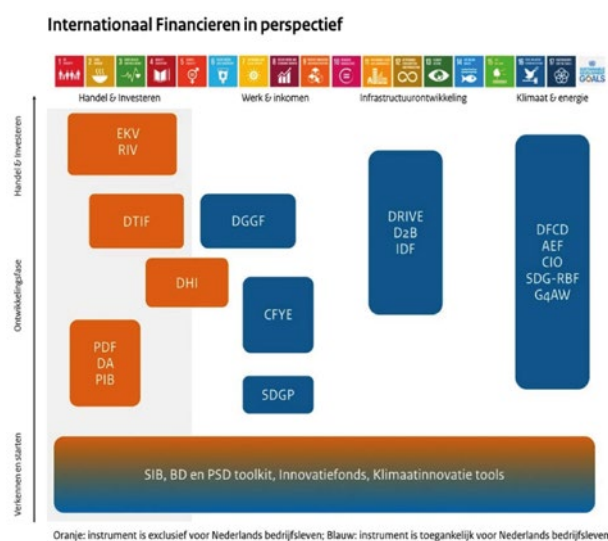 Internationaal Financieren in perspectief
GOALS
Handel & Investeren
Werk & inkomen
Infrastructuurontwikkeling
Klimaat & energie
Handel & Investeren
Ontwikkelingsfase
Verkennen en starten
EKV
RIV
DTIF
DGGF
DHI
CFYE
PDF
DA
PIB
SDGP
DRIVE
D2B
IDF
DFCD
AEF
CIO
SDG-RBF
G4AW
SIB, BD en PSD toolkit, Innovatiefonds, Klimaatinnovatie tools
Oranje: instrument is exclusief voor Nederlands bedrijfsleven; Blauw: instrument is toegankelijk voor Nederlands bedrijfsleven